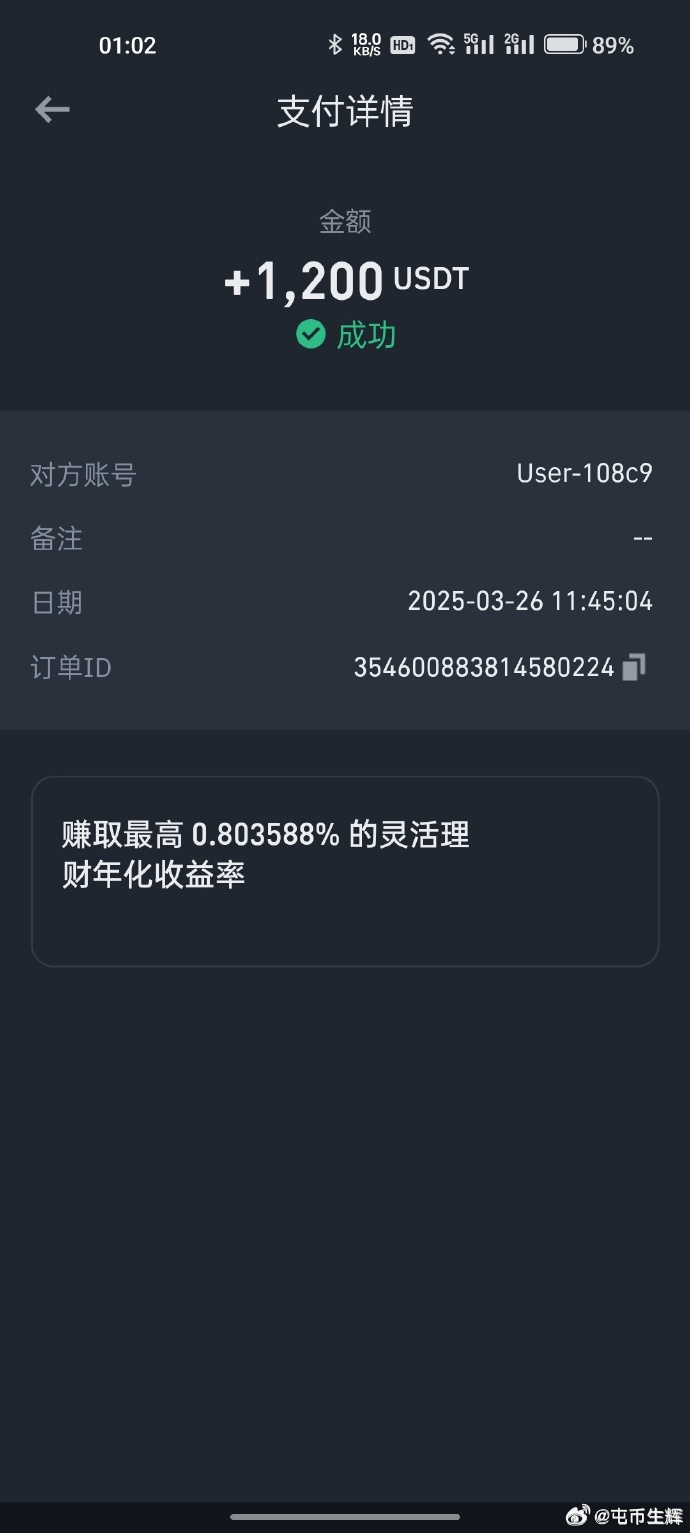 01:02 18.0 KB/S HD1 5G 2G 89%
支付详情
金额
+1,200 USDT
成功
对方账号 User-108c9
备注 --
日期 2025-03-26 11:45:04
订单ID 354600883814580224
赚取最高 0.803588% 的灵活理
财年化收益率
@屯币生辉